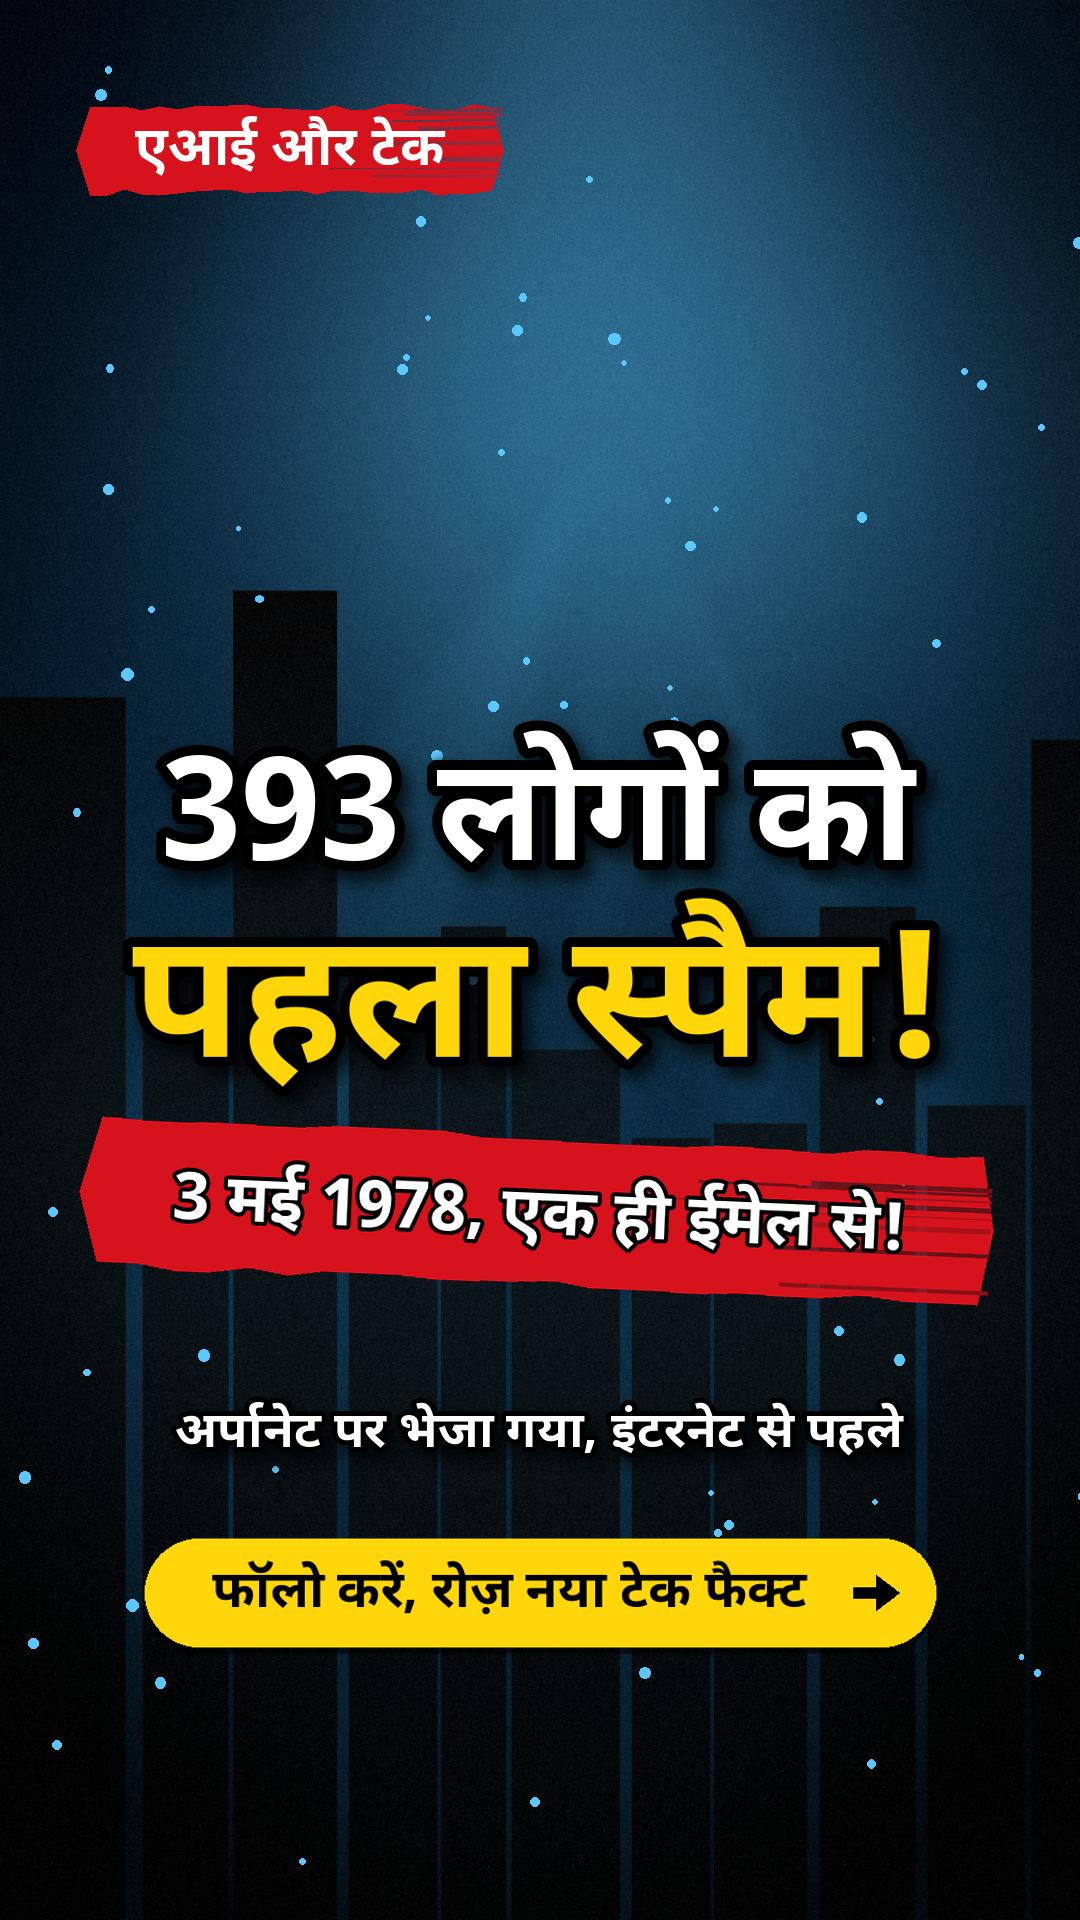 एआई और टेक
393 लोगों को
पहला स्पैम!
3 मई 1978, एक ही ईमेल से!
अर्पानेट पर भेजा गया, इंटरनेट से पहले
फॉलो करें, रोज़ नया टेक फैक्ट